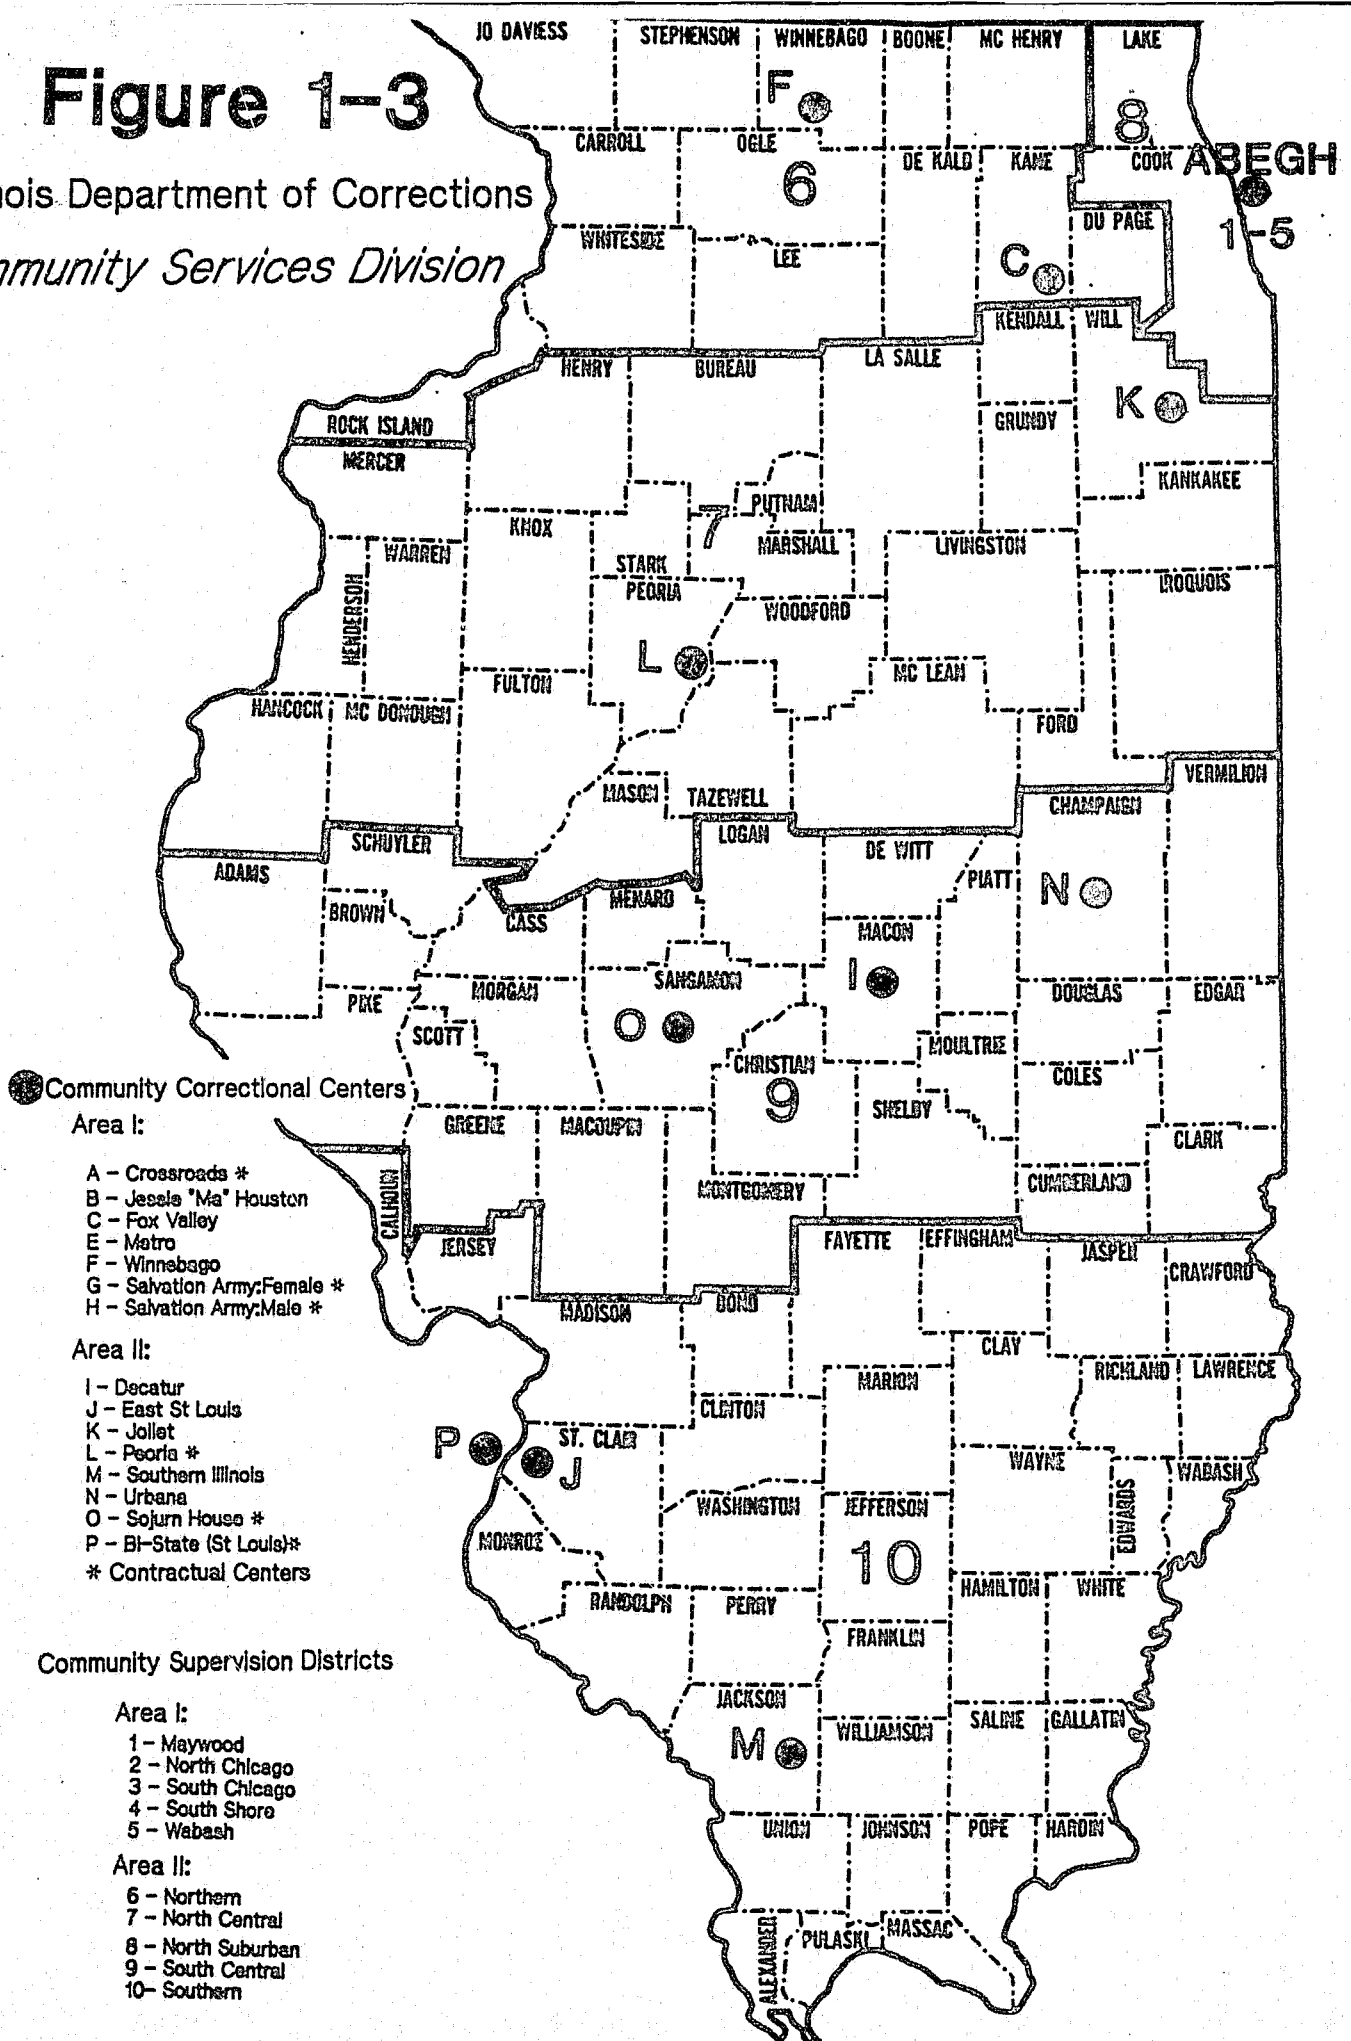 Figure 1-3
nois Department of Corrections
mmunity Services Division
JO DAVIESS
STEPHENSON
WINNEBAGO
BOONE
MC HENRY
LAKE
F
8
CARROLL
OGLE
DE KALB
KANE
COOK
ABEGH
6
1-5
DU PAGE
WHITESIDE
LEE
C
KENDALL
WILL
HENRY
BUREAU
LA SALLE
K
ROCK ISLAND
GRUNDY
MERCER
KANKAKEE
PUTNAM
7
KNOX
MARSHALL
LIVINGSTON
WARREN
STARK
HENDERSON
PEORIA
WOODFORD
IROQUOIS
L
MC LEAN
FULTON
HANCOCK
MC DONOUGH
FORD
VERMILION
MASON
TAZEWELL
CHAMPAIGN
SCHUYLER
LOGAN
DE WITT
ADAMS
PIATT
N
BROWN
MENARD
CASS
MACON
I
SANGAMON
MORGAN
DOUGLAS
EDGAR
PIKE
O
SCOTT
MOULTRIE
CHRISTIAN
COLES
9
SHELBY
GREENE
MACOUPIN
CLARK
CUMBERLAND
MONTGOMERY
CALHOUN
JERSEY
FAYETTE
EFFINGHAM
JASPER
CRAWFORD
MADISON
BOND
CLAY
RICHLAND
LAWRENCE
MARION
CLINTON
P
ST. CLAIR
J
WAYNE
WABASH
EDWARDS
WASHINGTON
JEFFERSON
MONROE
10
HAMILTON
WHITE
RANDOLPH
PERRY
FRANKLIN
JACKSON
WILLIAMSON
SALINE
GALLATIN
M
UNION
JOHNSON
POPE
HARDIN
ALEXANDER
PULASKI
MASSAC
Community Correctional Centers
Area I:
A - Crossroads *
B - Jessie "Ma" Houston
C - Fox Valley
E - Metro
F - Winnebago
G - Salvation Army:Female *
H - Salvation Army:Male *
Area II:
I - Decatur
J - East St Louis
K - Joliet
L - Peoria *
M - Southern Illinois
N - Urbana
O - Sojurn House *
P - Bi-State (St Louis)*
* Contractual Centers
Community Supervision Districts
Area I:
1 - Maywood
2 - North Chicago
3 - South Chicago
4 - South Shore
5 - Wabash
Area II:
6 - Northern
7 - North Central
8 - North Suburban
9 - South Central
10- Southern